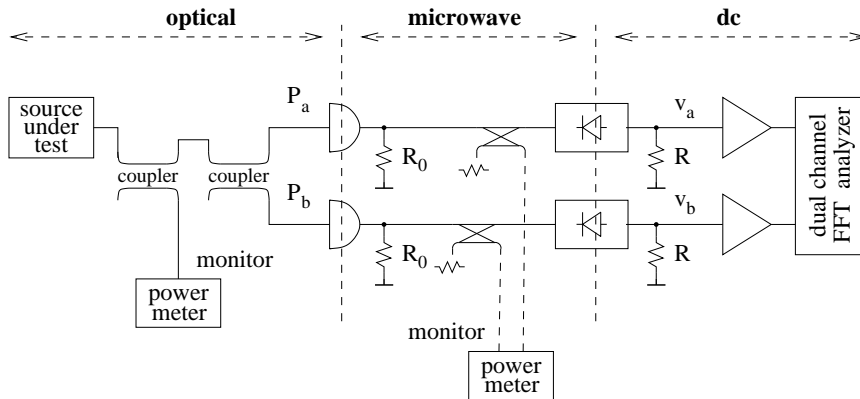 optical
microwave
dc
source
under
test
coupler
coupler
P_a
P_b
R_0
R_0
v_a
v_b
R
R
dual channel
FFT analyzer
monitor
power
meter
monitor
power
meter